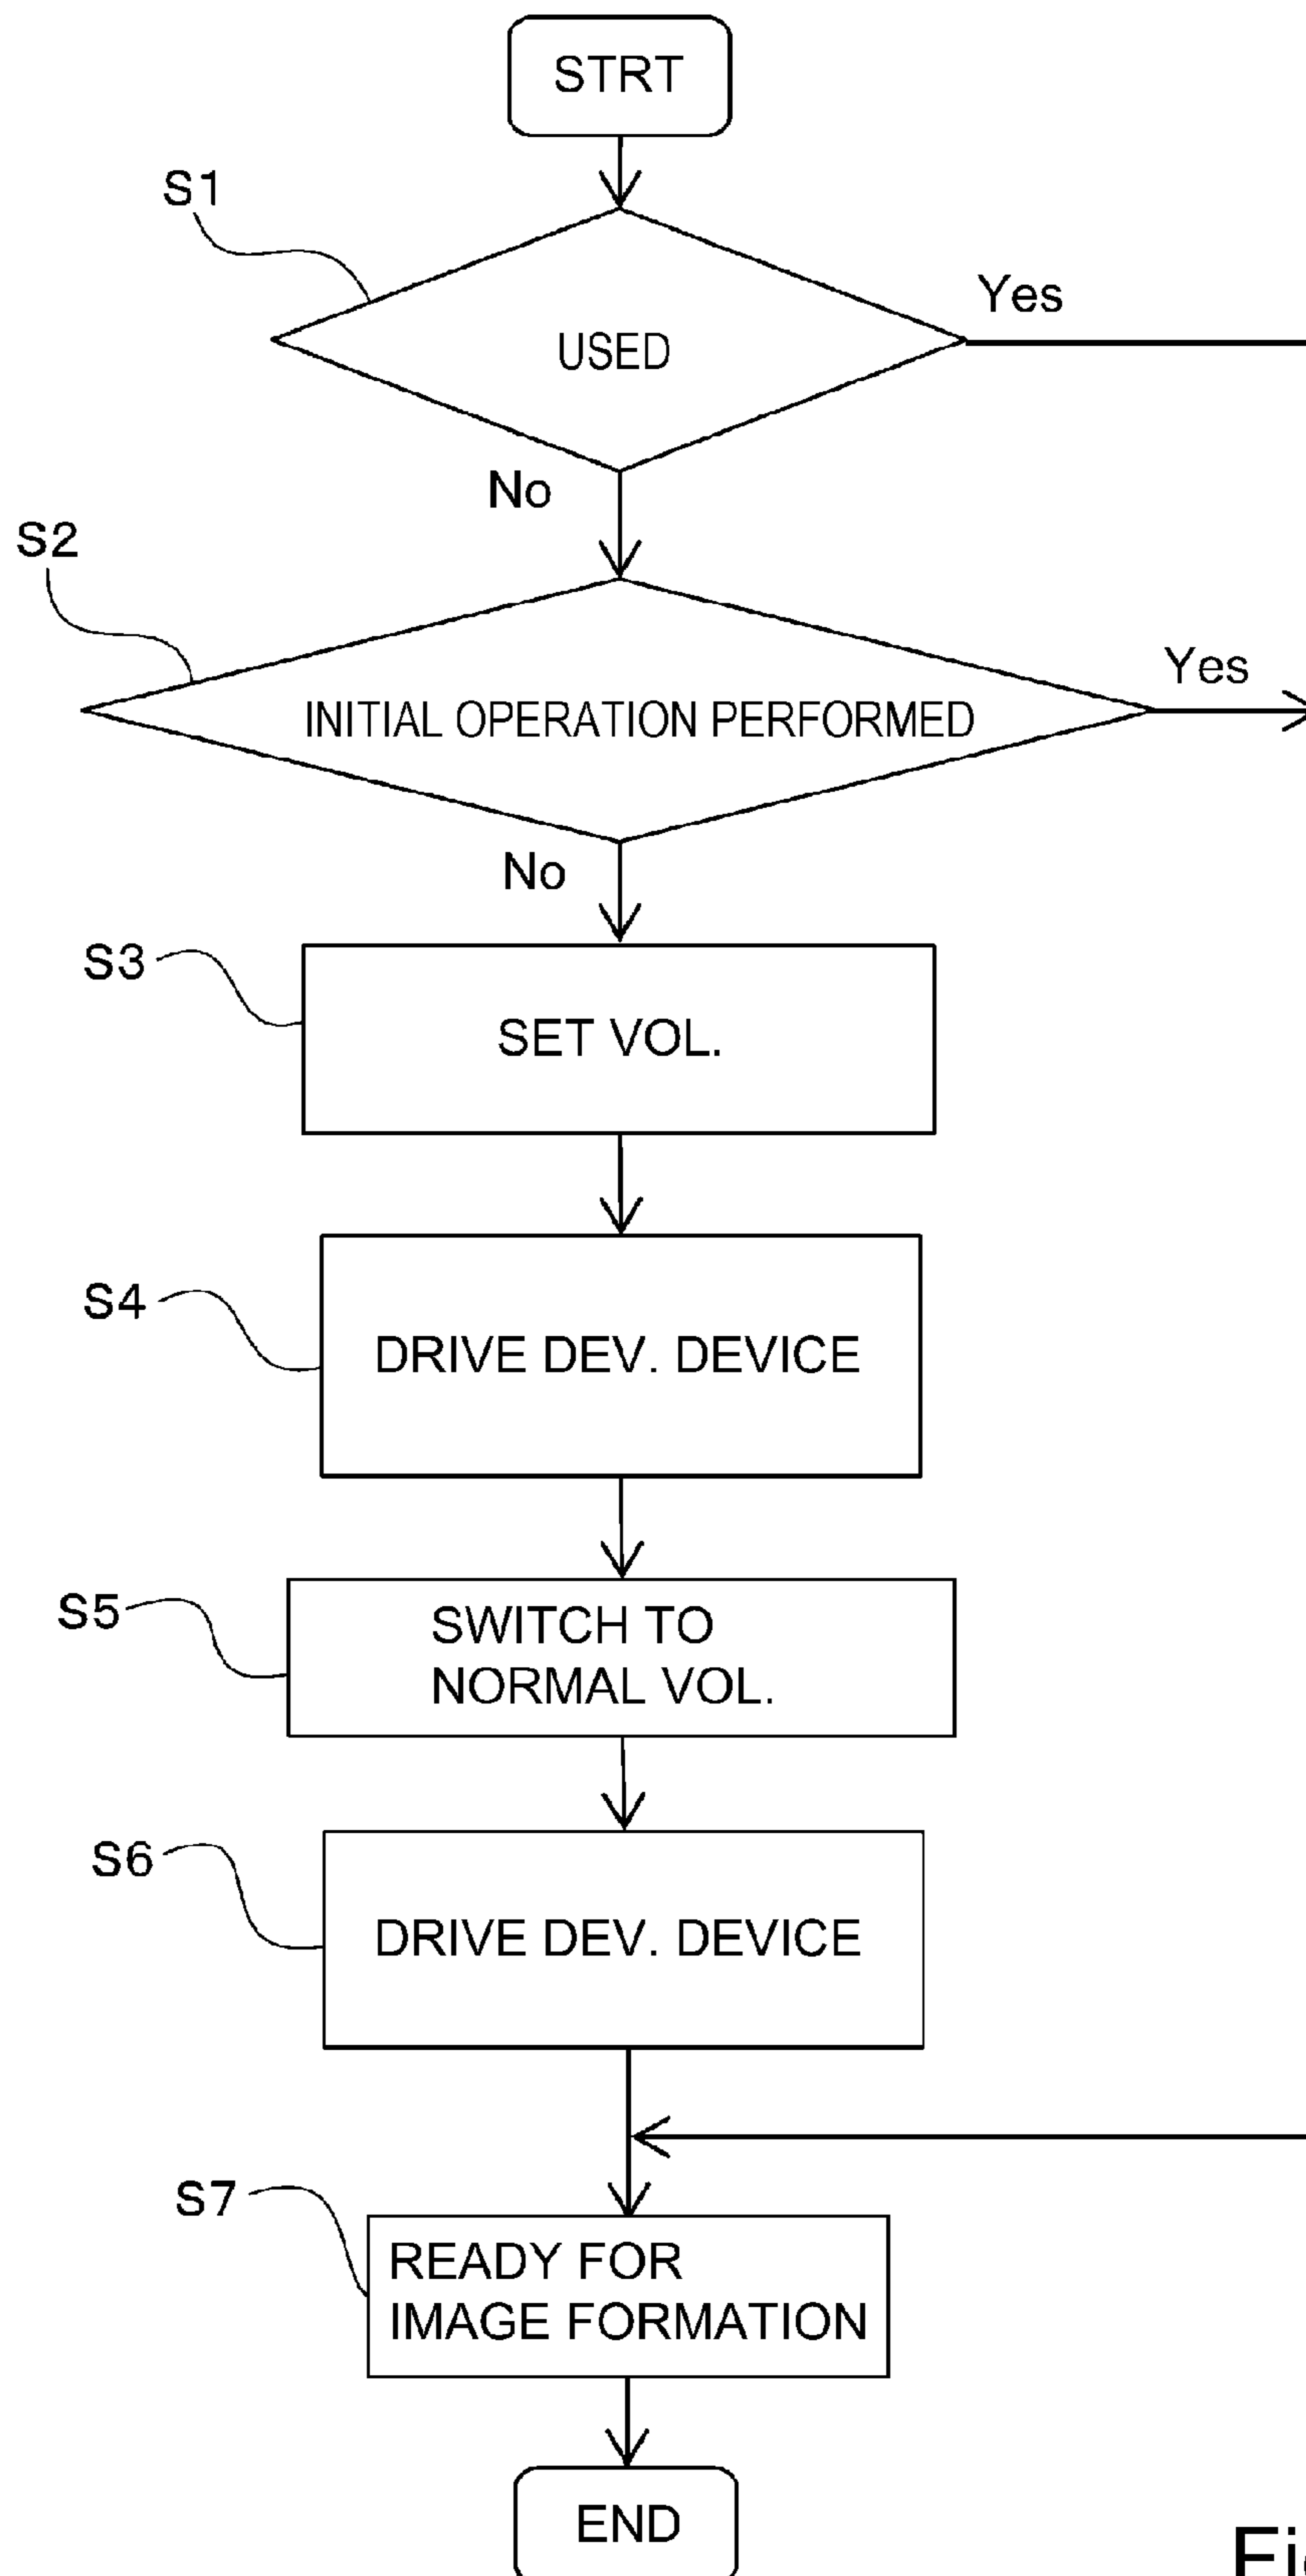 STRT
S1
Yes
USED
No
S2
Yes
INITIAL OPERATION PERFORMED
No
S3
SET VOL.
S4
DRIVE DEV. DEVICE
S5
SWITCH TO
NORMAL VOL.
S6
DRIVE DEV. DEVICE
S7
READY FOR
IMAGE FORMATION
END